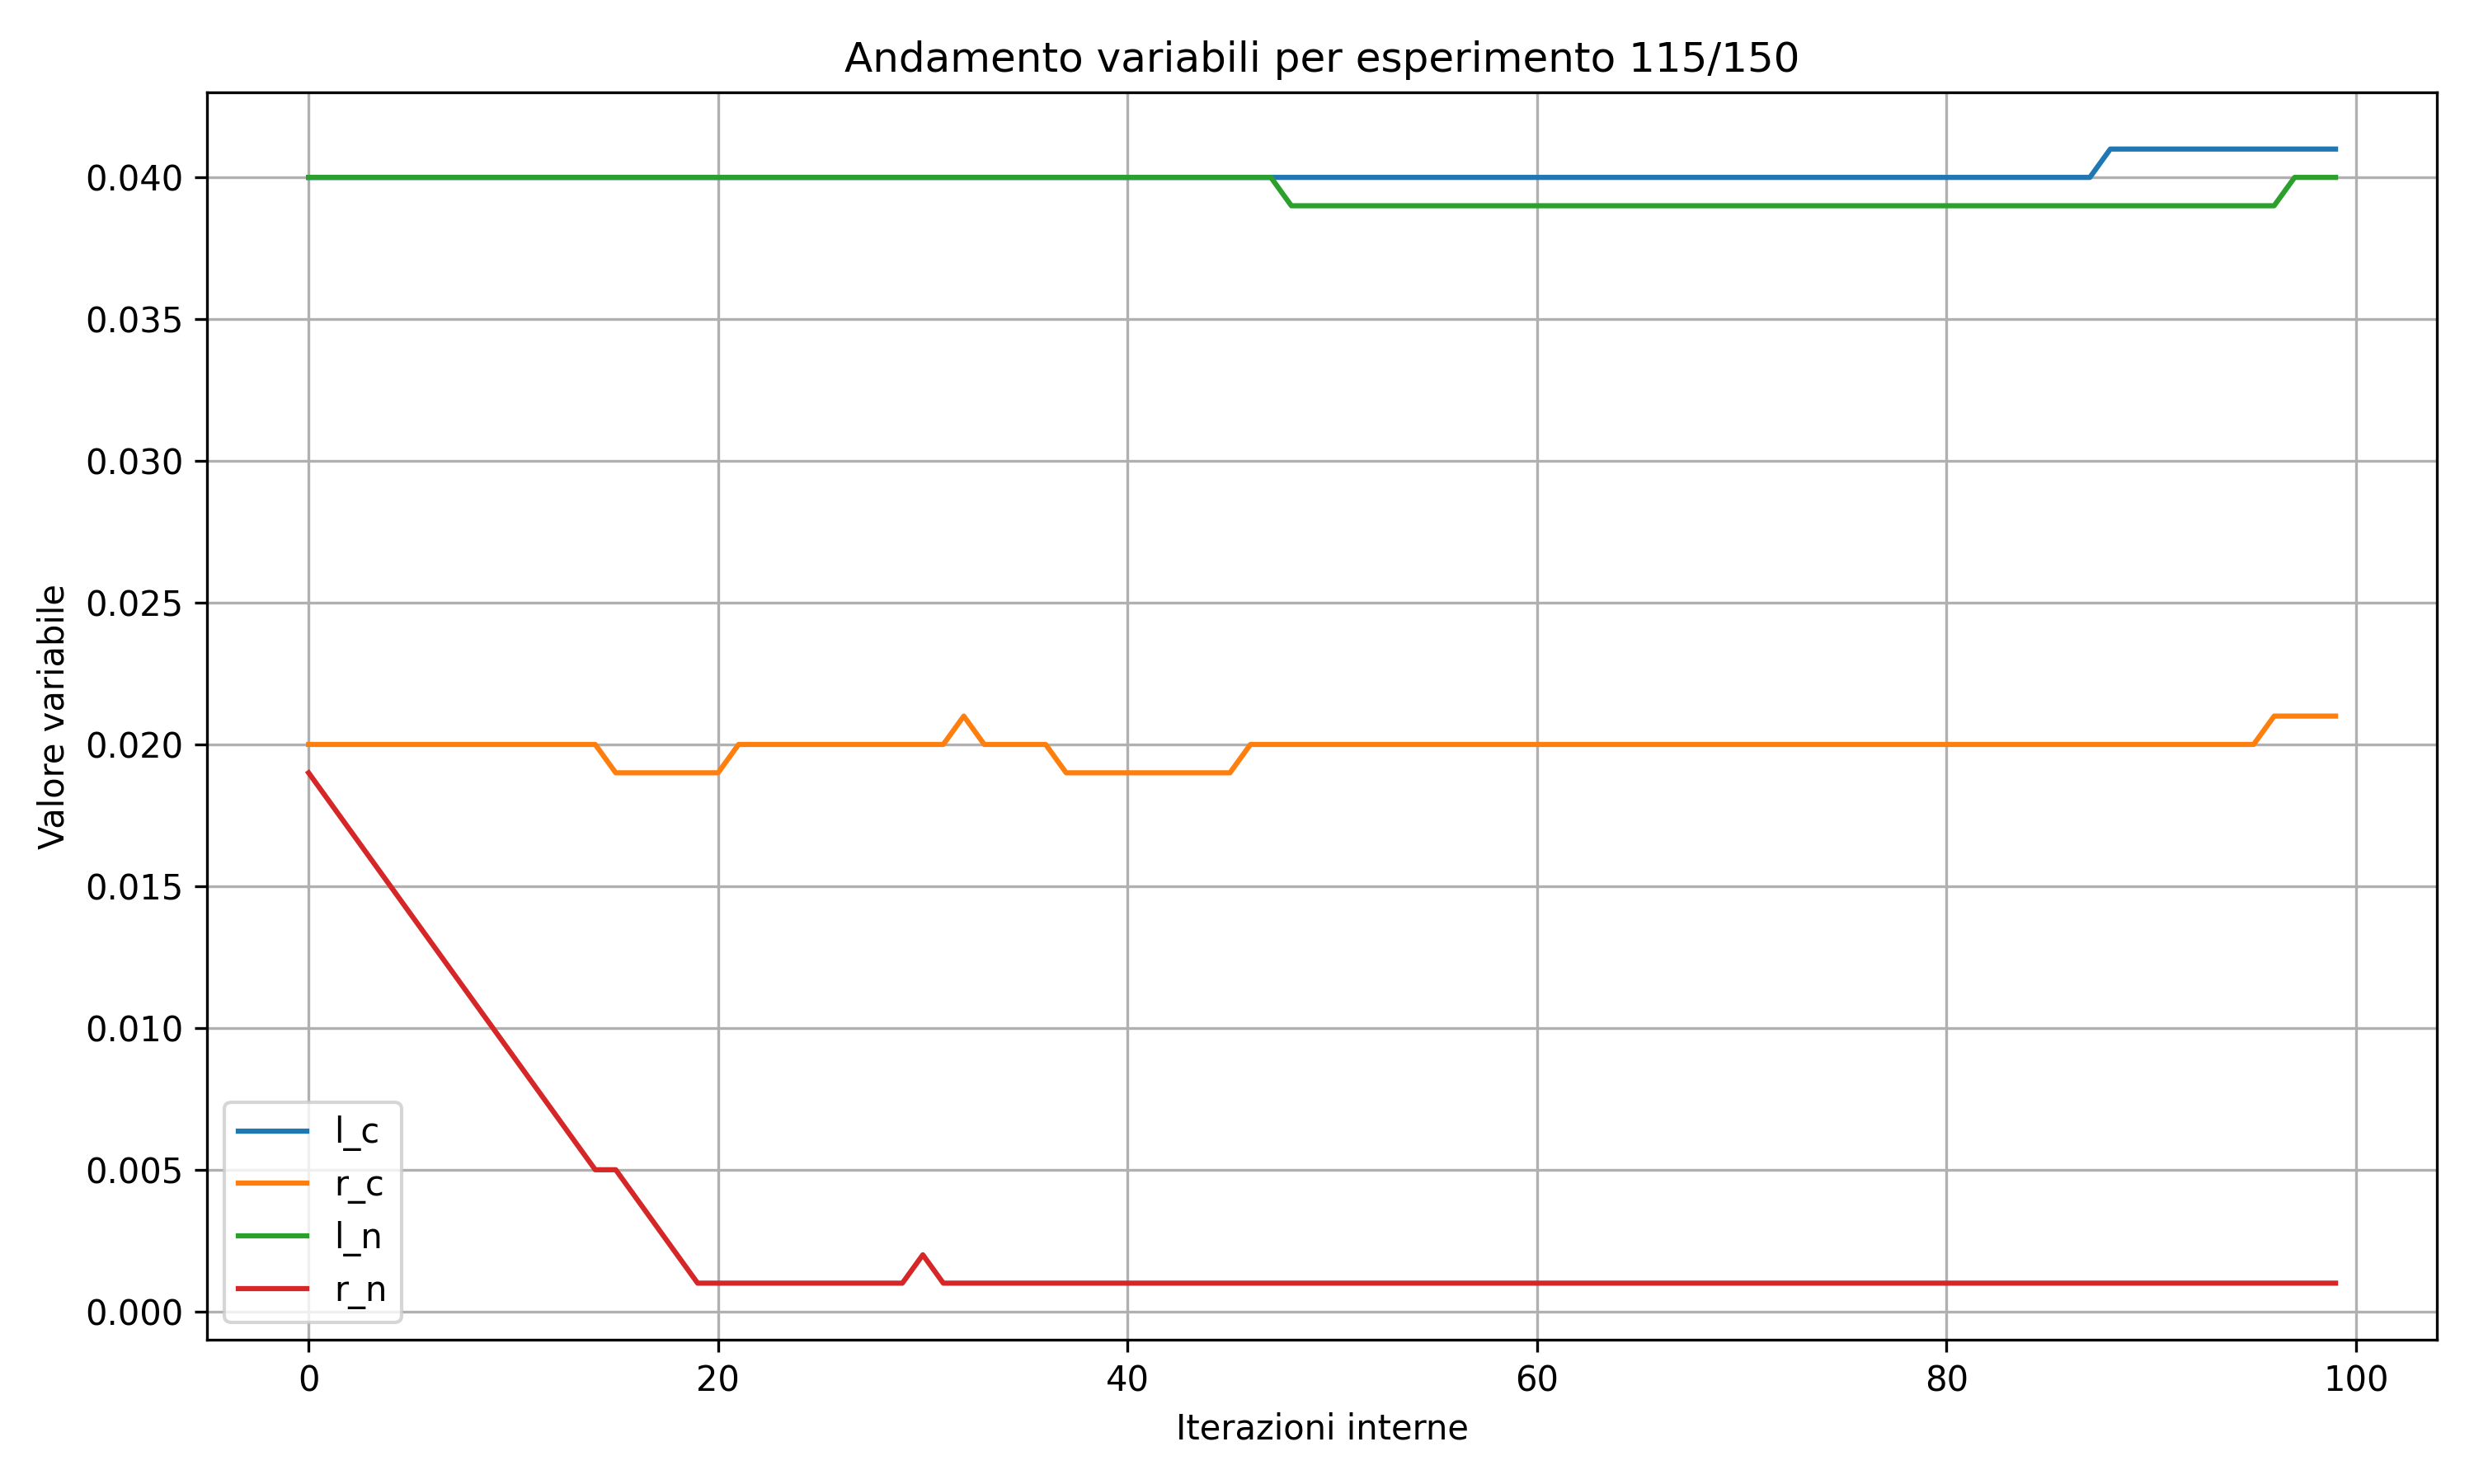 Andamento variabili per esperimento 115/150
Valore variabile
0.040
0.035
0.030
0.025
0.020
0.015
0.010
0.005
0.000
l_c
r_c
l_n
r_n
0 20 40 60 80 100
Iterazioni interne